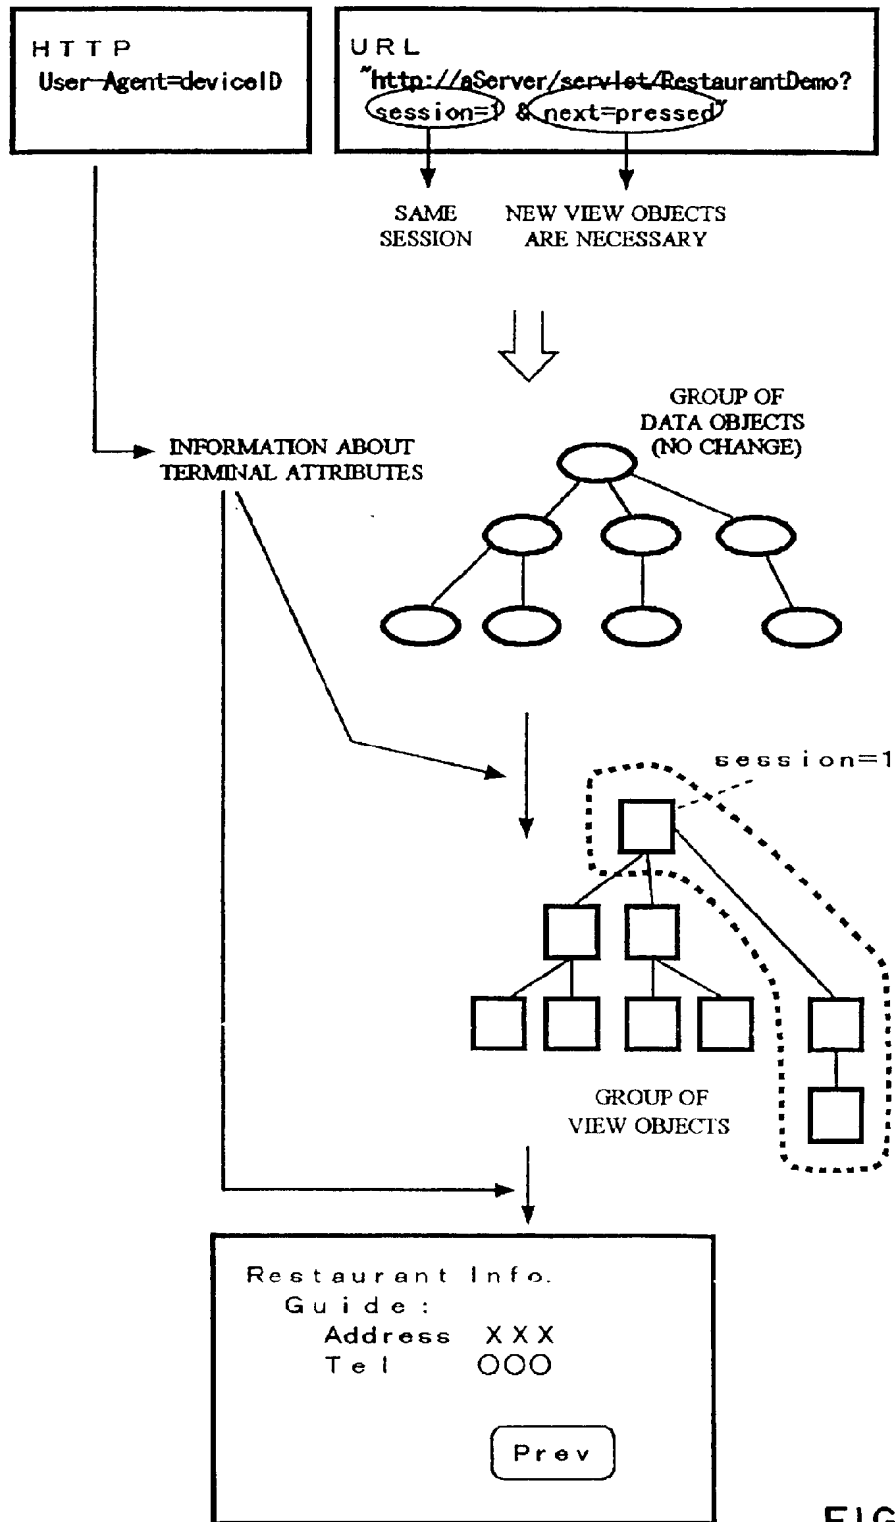 HTTP
User-Agent=deviceID
URL
"http://aServer/servlet/RestaurantDemo?
session=1 & next=pressed"
SAME
SESSION
NEW VIEW OBJECTS
ARE NECESSARY
GROUP OF
DATA OBJECTS
(NO CHANGE)
INFORMATION ABOUT
TERMINAL ATTRIBUTES
session=1
GROUP OF
VIEW OBJECTS
Restaurant Info.
Guide:
Address XXX
Tel OOO
Prev
FIG